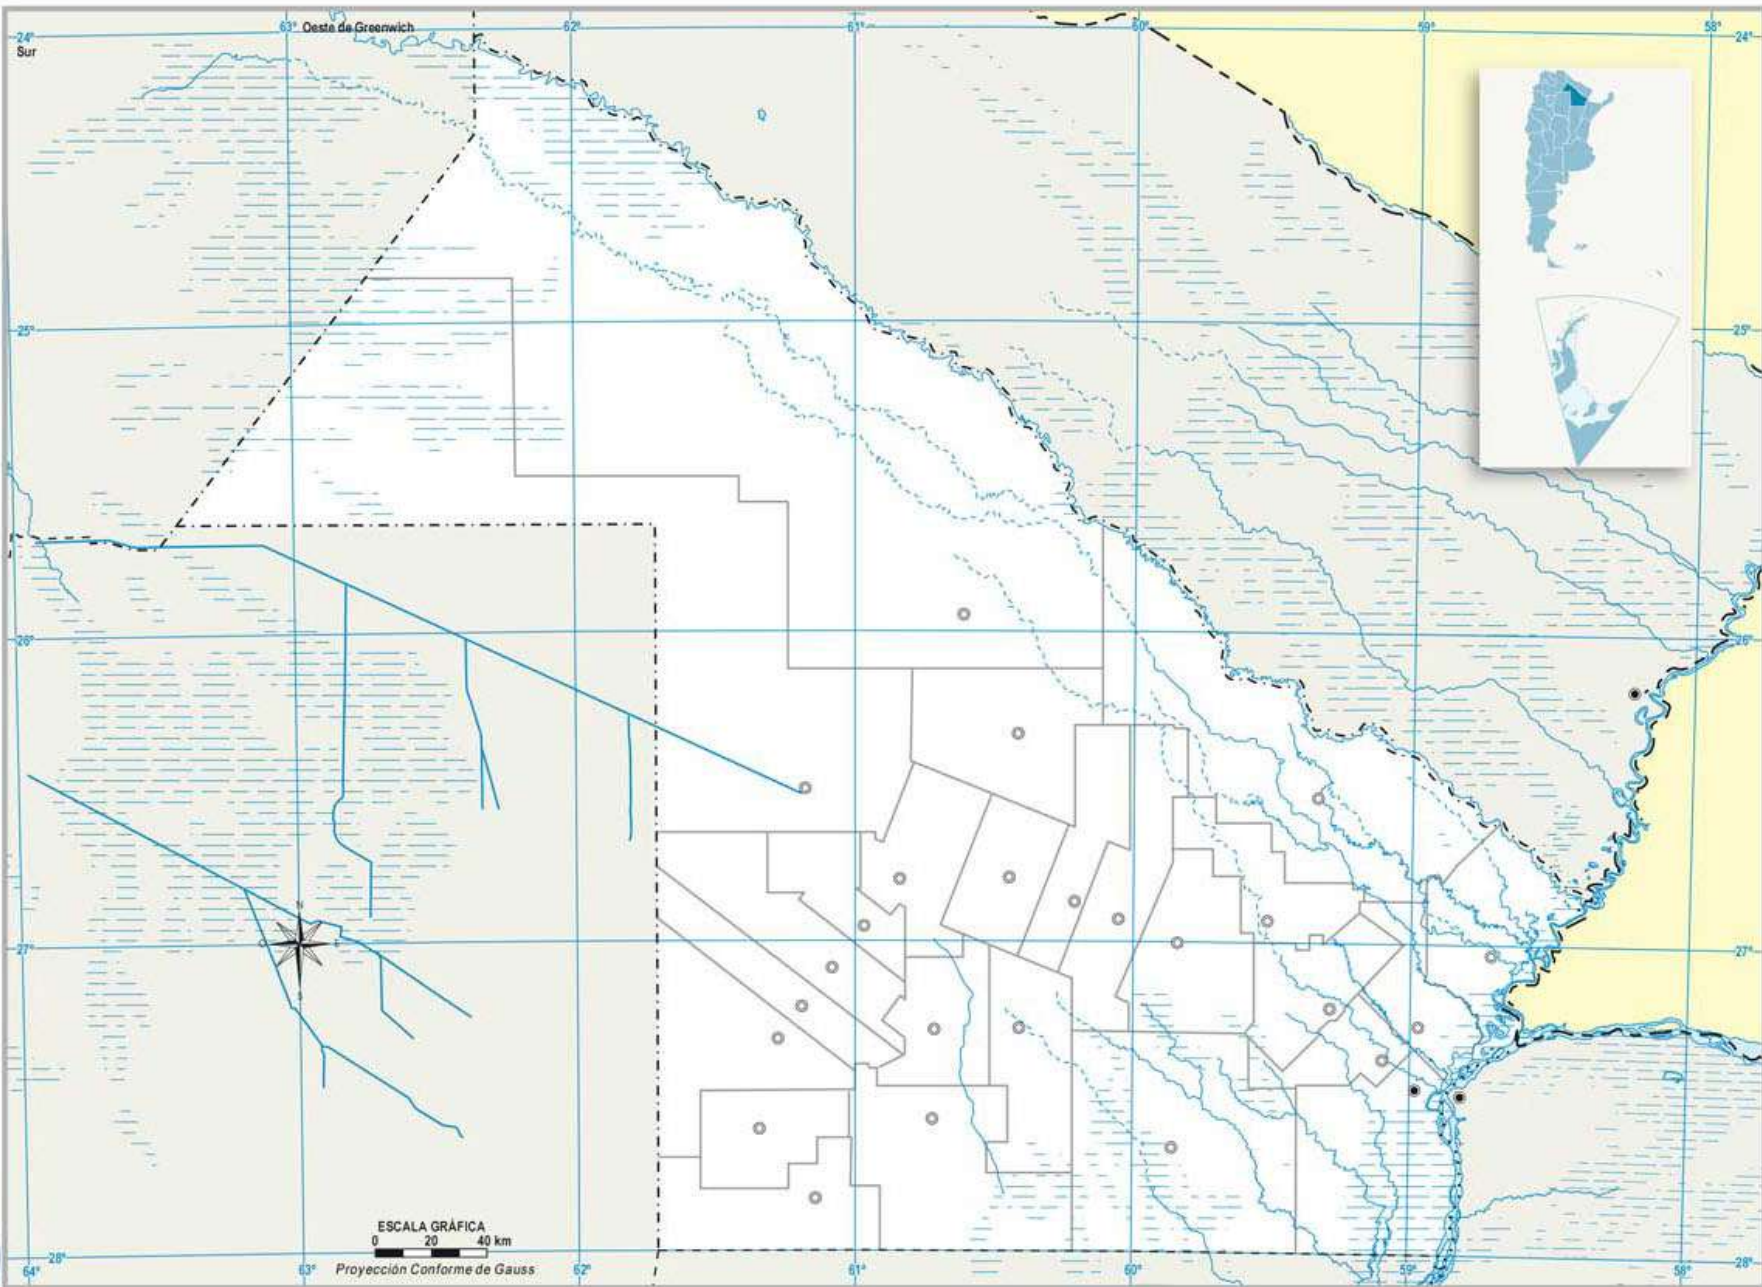 63° Oeste de Greenwich 62° 61° 60° 59° 58°
24° 24°
Sur
25° 25°
26° 26°
27° 27°
N
O E
S
ESCALA GRÁFICA
0 20 40 km
Proyección Conforme de Gauss
28° 28°
64° 63° 62° 61° 60° 59° 58°